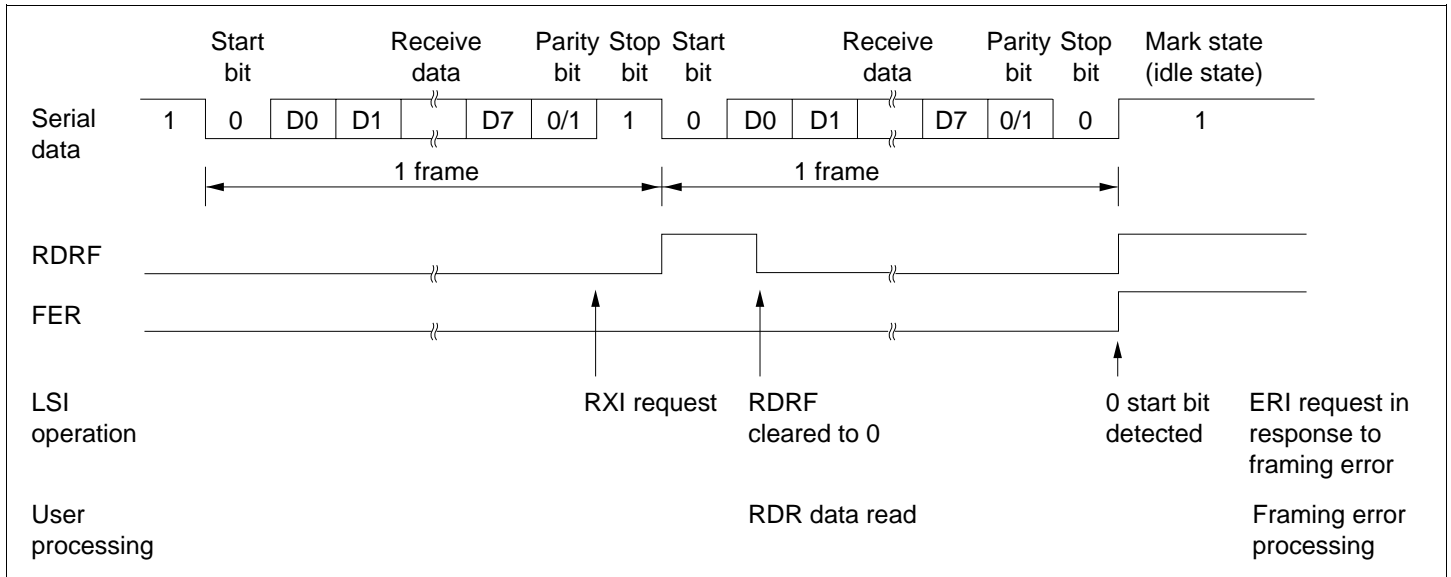 Start bit Receive data Parity bit Stop bit Start bit Receive data Parity bit Stop bit Mark state (idle state)
Serial data 1 0 D0 D1 D7 0/1 1 0 D0 D1 D7 0/1 0 1
1 frame 1 frame
RDRF
FER
LSI operation RXI request RDRF cleared to 0 0 start bit detected ERI request in response to framing error
User processing RDR data read Framing error processing